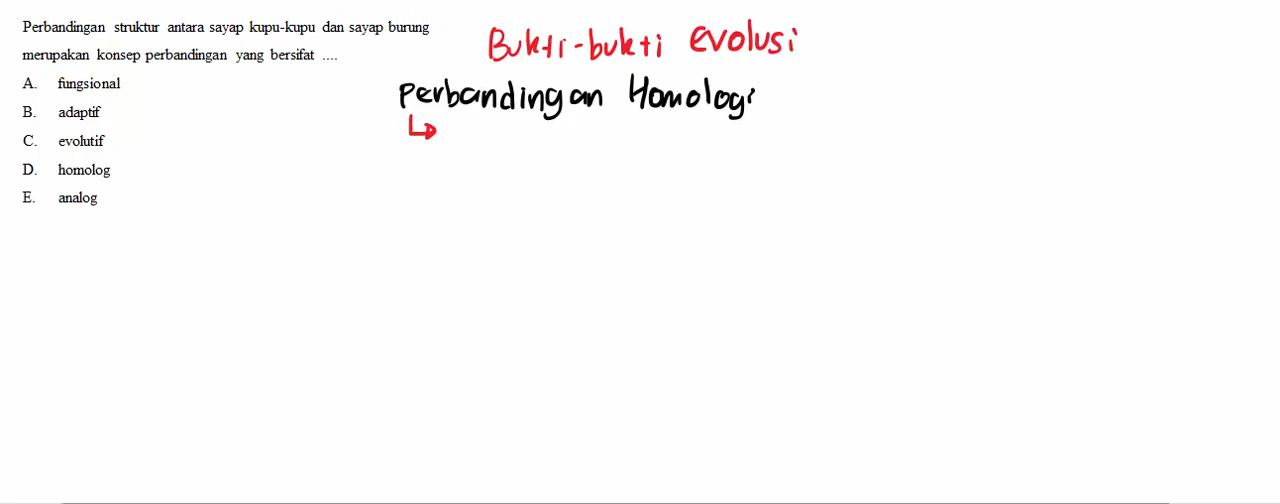 Perbandingan struktur antara sayap kupu-kupu dan sayap burung
merupakan konsep perbandingan yang bersifat ....
A. fungsional
B. adaptif
C. evolutif
D. homolog
E. analog
Bukti-bukti Evolusi
Perbandingan Homologi